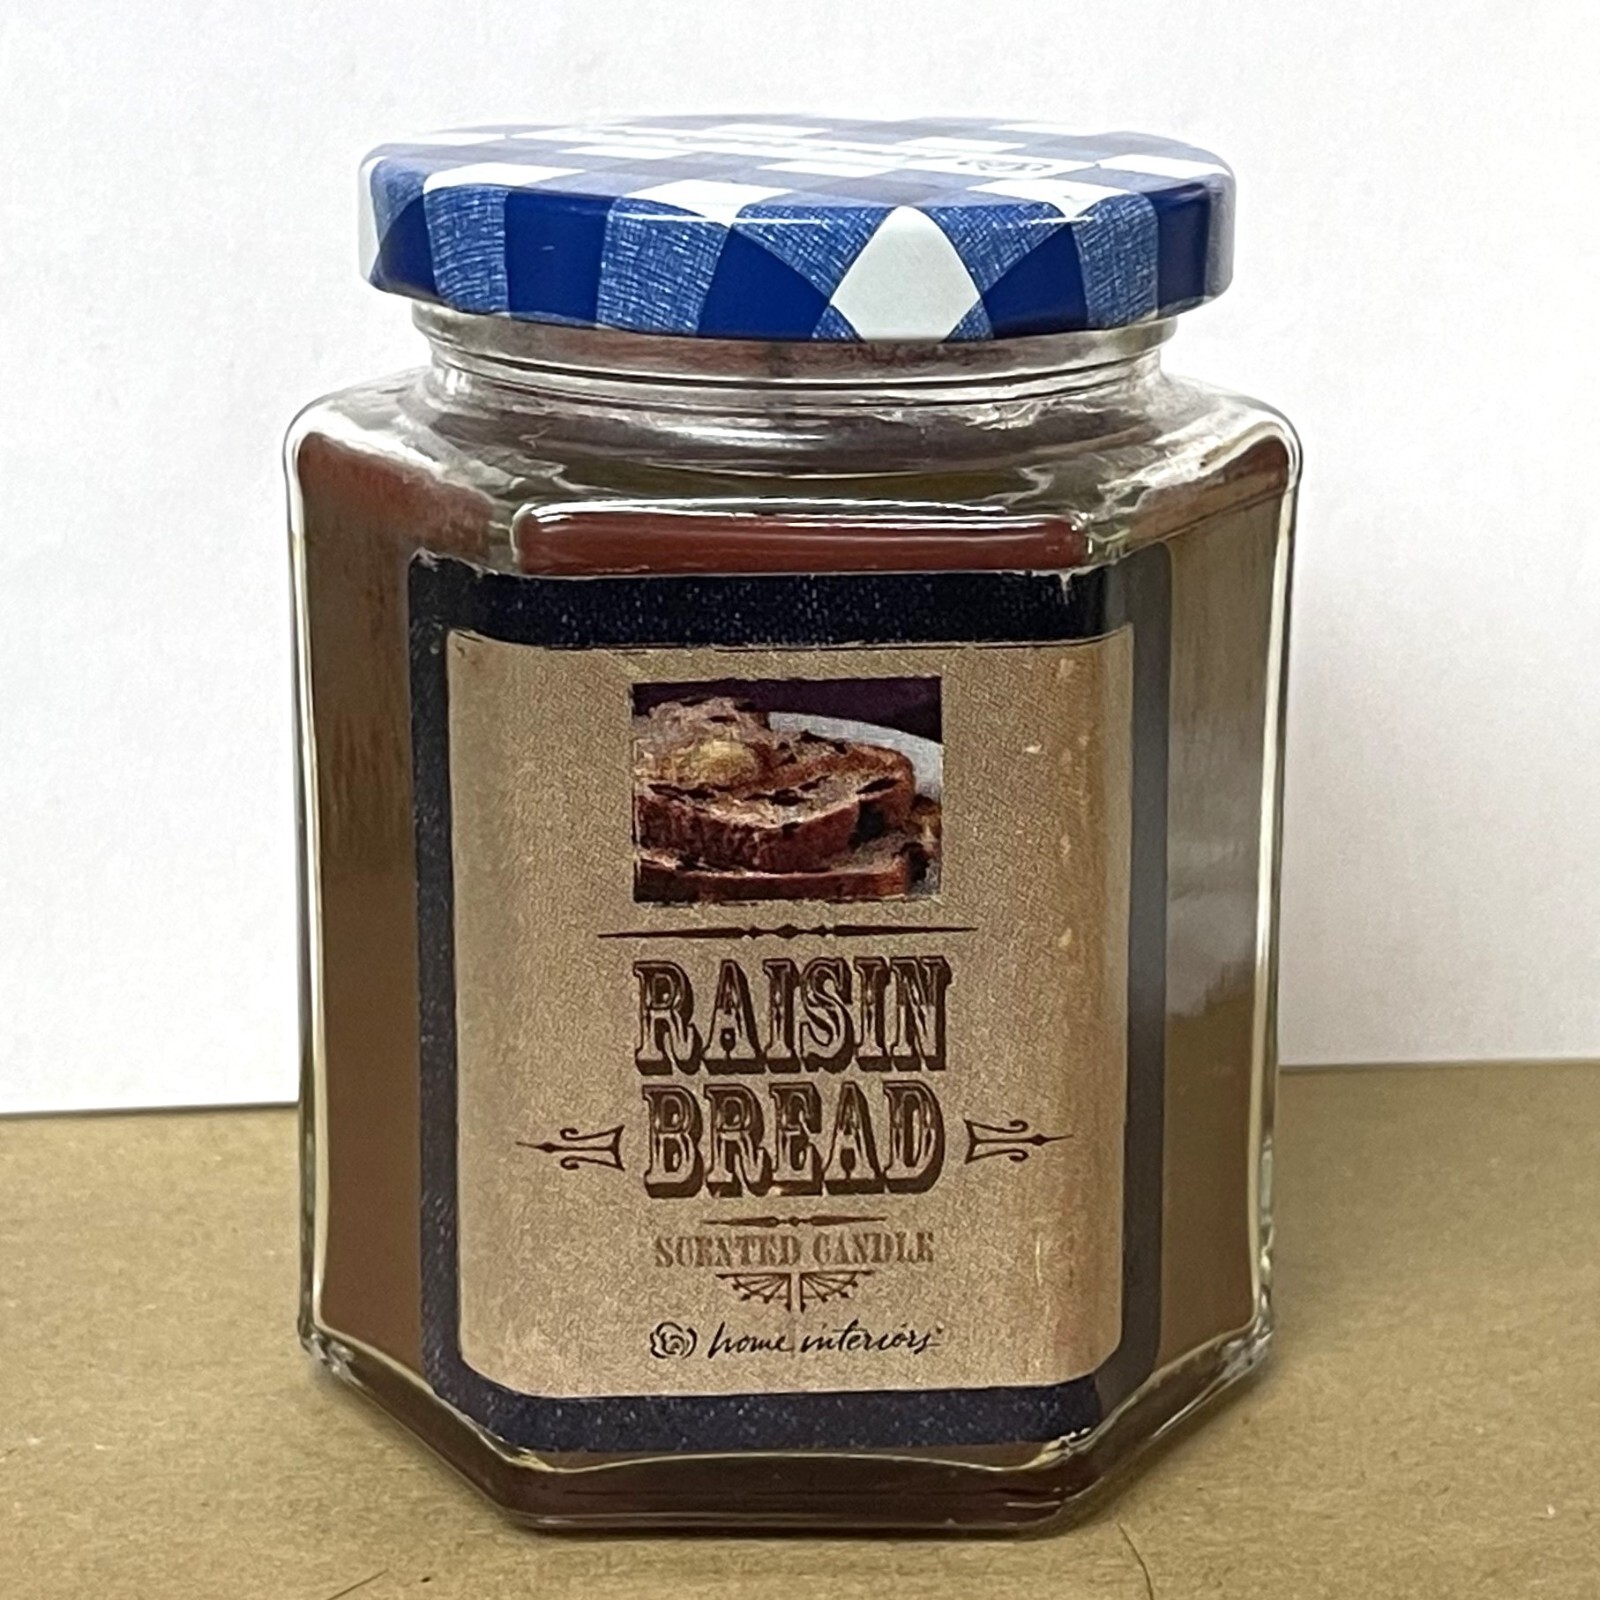 RAISIN
BREAD
SCENTED CANDLE
home interiors